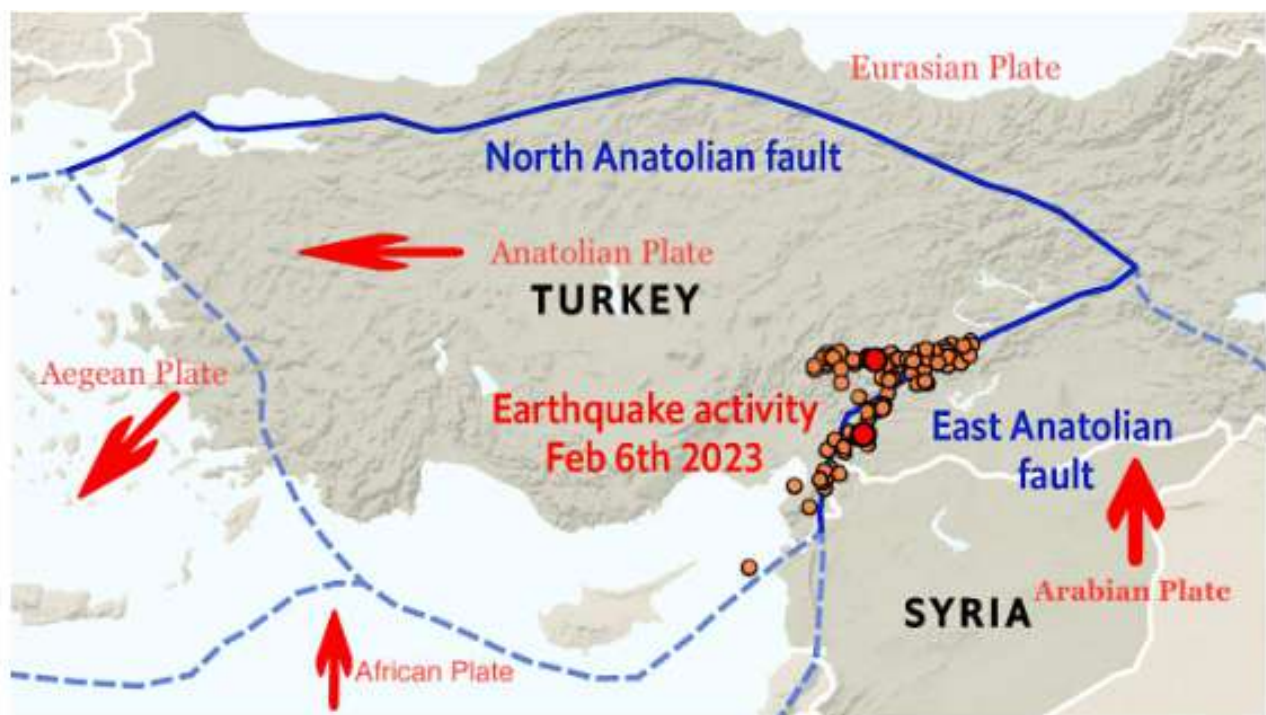 Eurasian Plate
North Anatolian fault
Anatolian Plate
TURKEY
Aegean Plate
Earthquake activity
Feb 6th 2023
East Anatolian
fault
Arabian Plate
SYRIA
African Plate